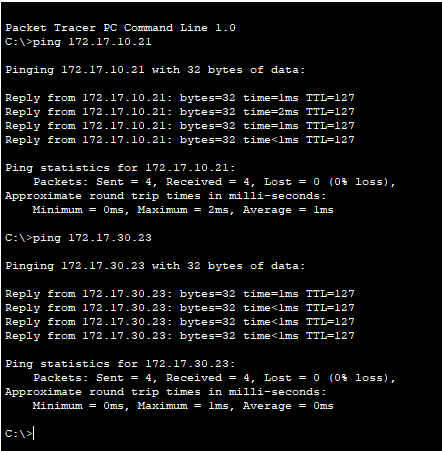 Packet Tracer PC Command Line 1.0
C:\>ping 172.17.10.21
Pinging 172.17.10.21 with 32 bytes of data:
Reply from 172.17.10.21: bytes=32 time=1ms TTL=127
Reply from 172.17.10.21: bytes=32 time=2ms TTL=127
Reply from 172.17.10.21: bytes=32 time=1ms TTL=127
Reply from 172.17.10.21: bytes=32 time<1ms TTL=127
Ping statistics for 172.17.10.21:
Packets: Sent = 4, Received = 4, Lost = 0 (0% loss),
Approximate round trip times in milli-seconds:
Minimum = 0ms, Maximum = 2ms, Average = 1ms
C:\>ping 172.17.30.23
Pinging 172.17.30.23 with 32 bytes of data:
Reply from 172.17.30.23: bytes=32 time=1ms TTL=127
Reply from 172.17.30.23: bytes=32 time<1ms TTL=127
Reply from 172.17.30.23: bytes=32 time<1ms TTL=127
Reply from 172.17.30.23: bytes=32 time<1ms TTL=127
Ping statistics for 172.17.30.23:
Packets: Sent = 4, Received = 4, Lost = 0 (0% loss),
Approximate round trip times in milli-seconds:
Minimum = 0ms, Maximum = 1ms, Average = 0ms
C:\>